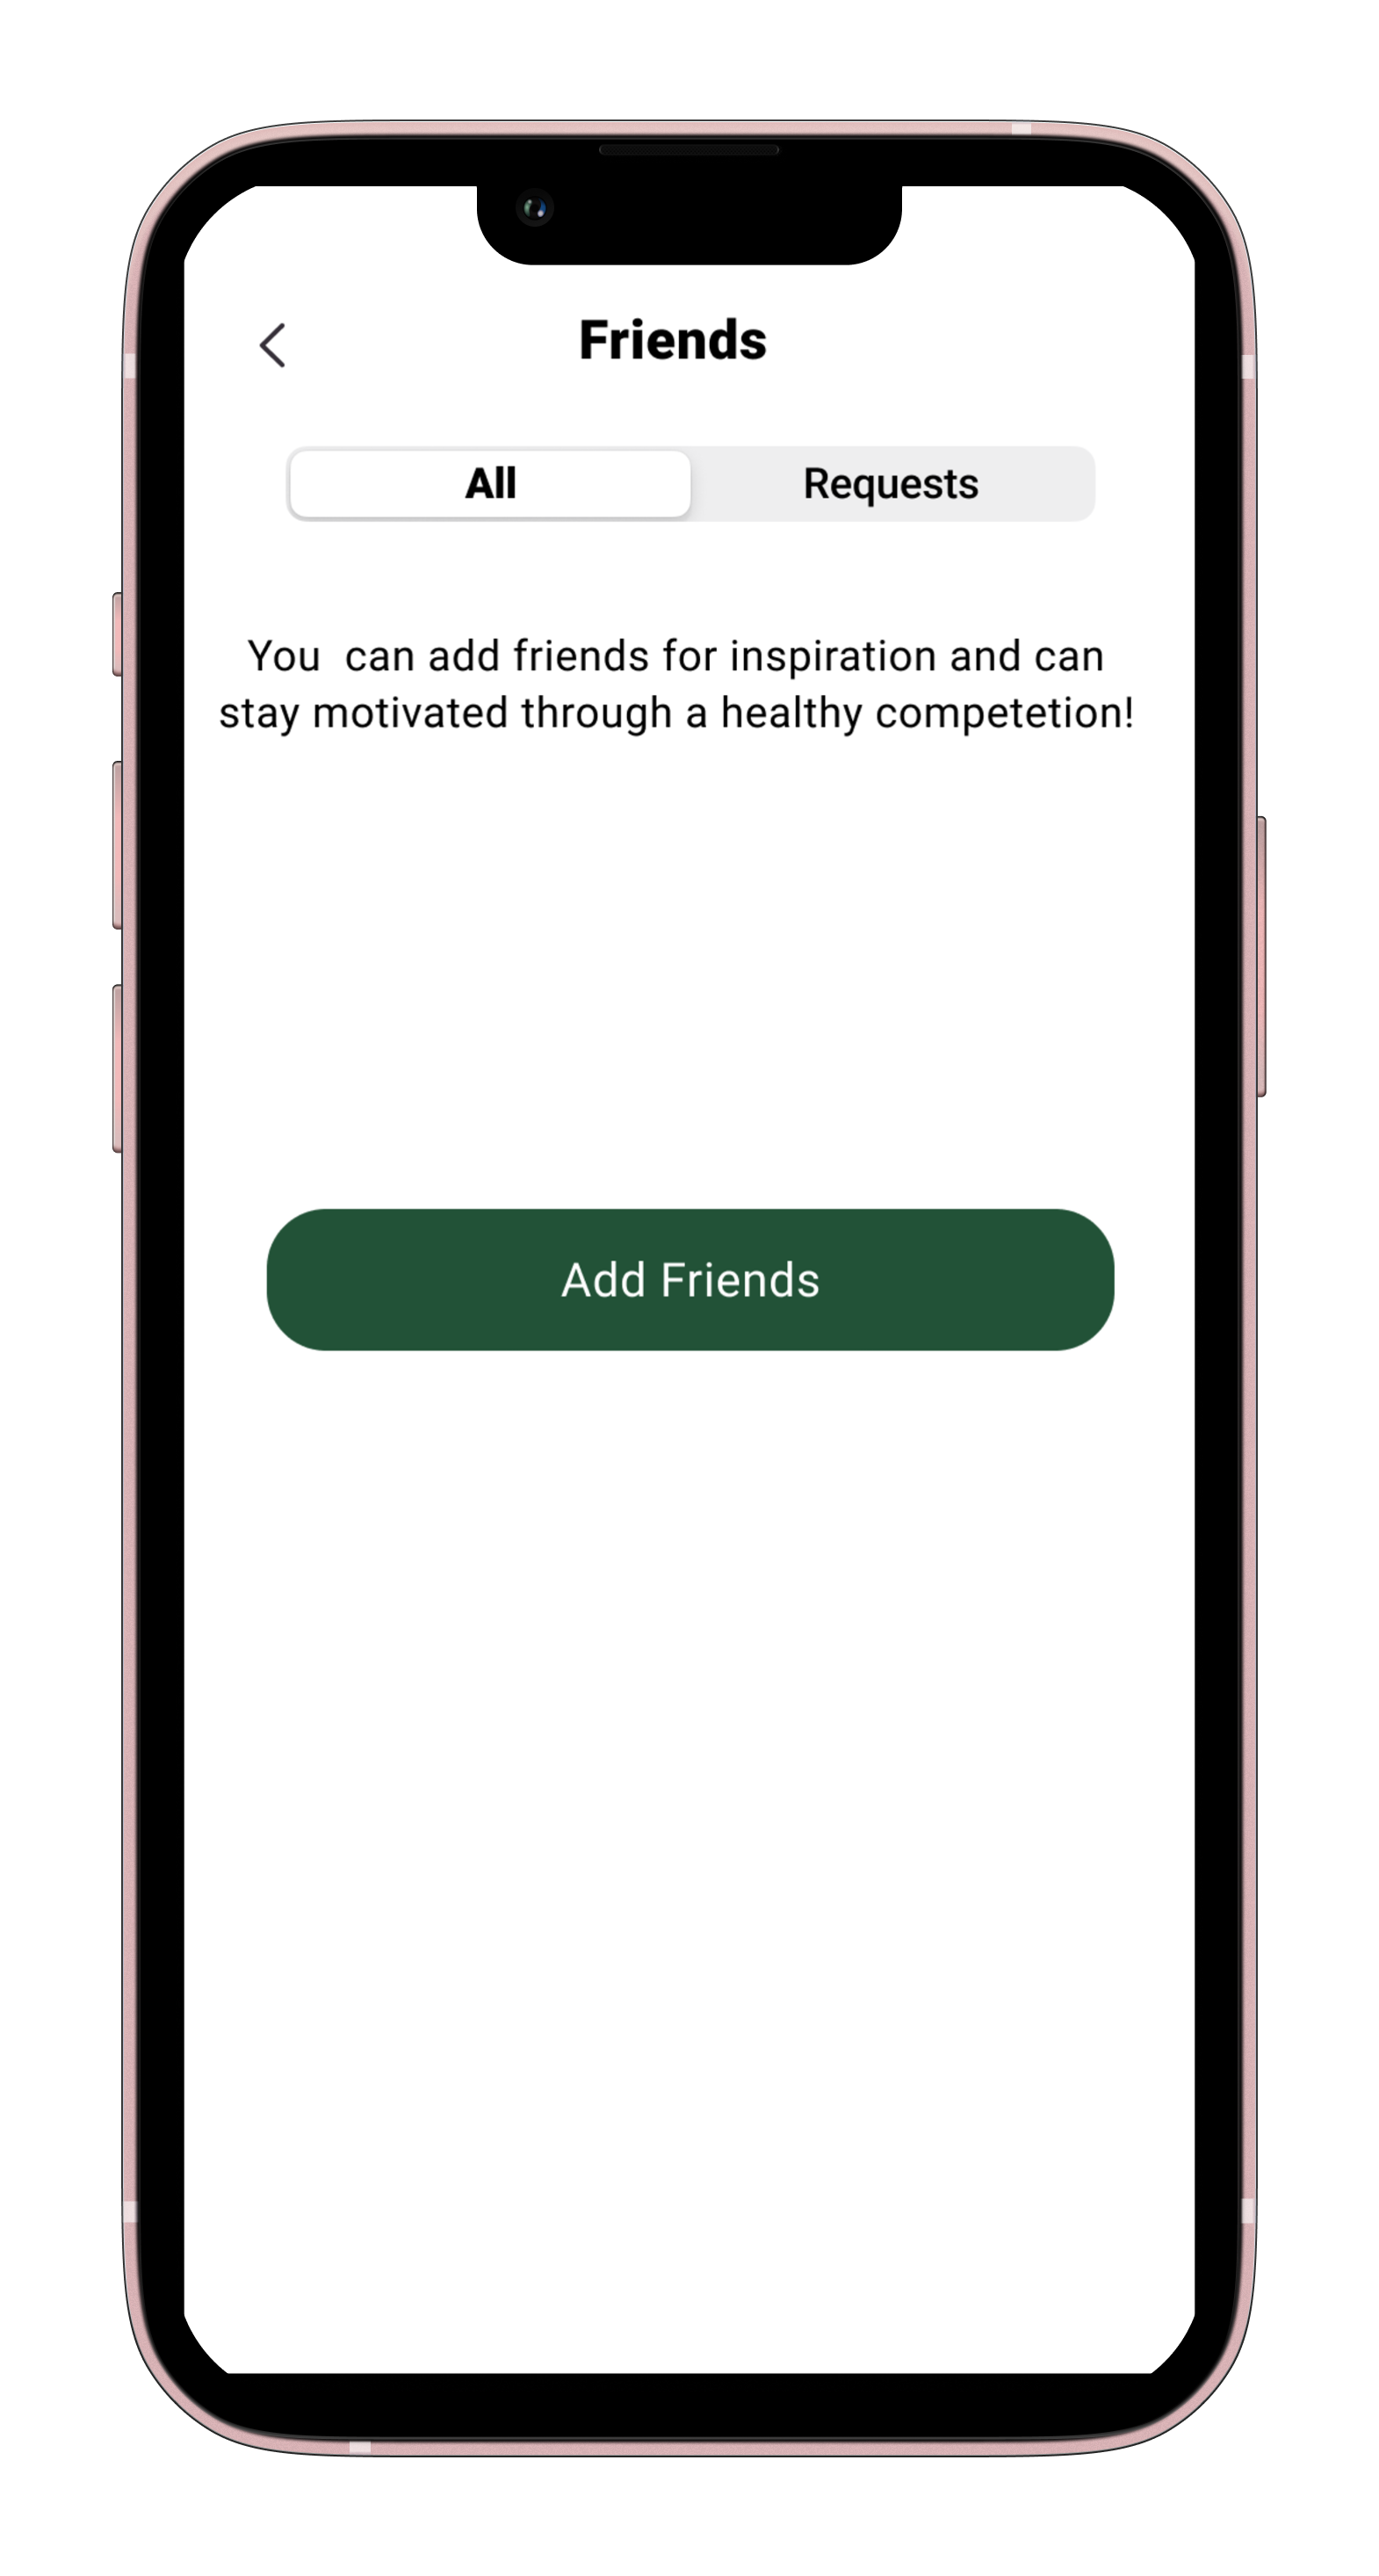 Friends
All Requests
You  can add friends for inspiration and can
stay motivated through a healthy competetion!
Add Friends